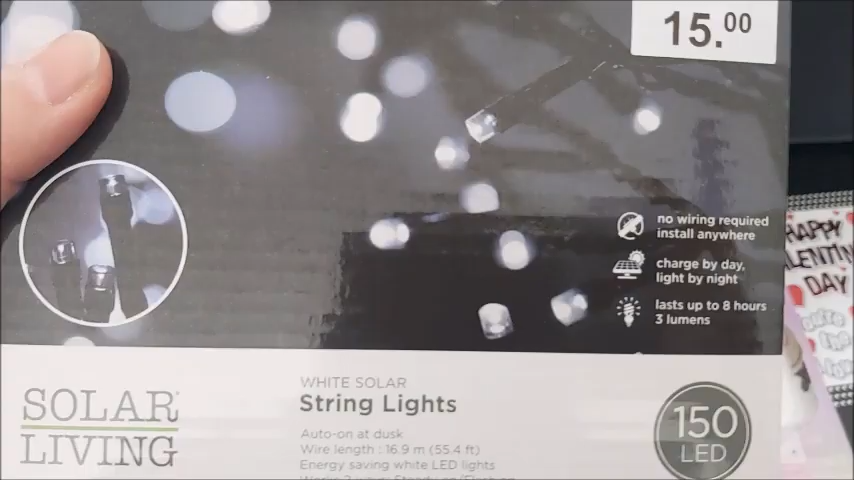 15.00
no wiring required
install anywhere
charge by day,
light by night
lasts up to 8 hours
3 lumens
SOLAR
LIVING
WHITE SOLAR
String Lights
Auto-on at dusk
Wire length : 16.9 m (55.4 ft)
Energy saving white LED lights
150
LED
HAPPY
DAY